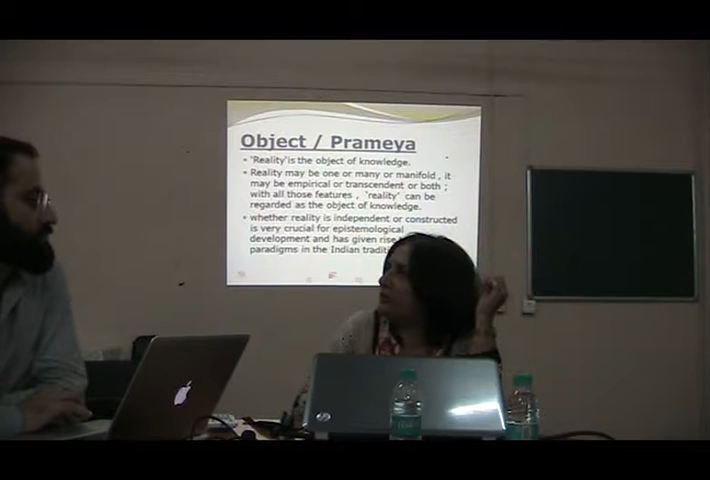 Object / Prameya
• 'Reality'is the object of knowledge.
• Reality may be one or many or manifold , it
may be empirical or transcendent or both ;
with all those features , 'reality' can be
regarded as the object of knowledge.
• whether reality is independent or constructed
is very crucial for epistemological
development and has given rise
paradigms in the Indian tradit
hp